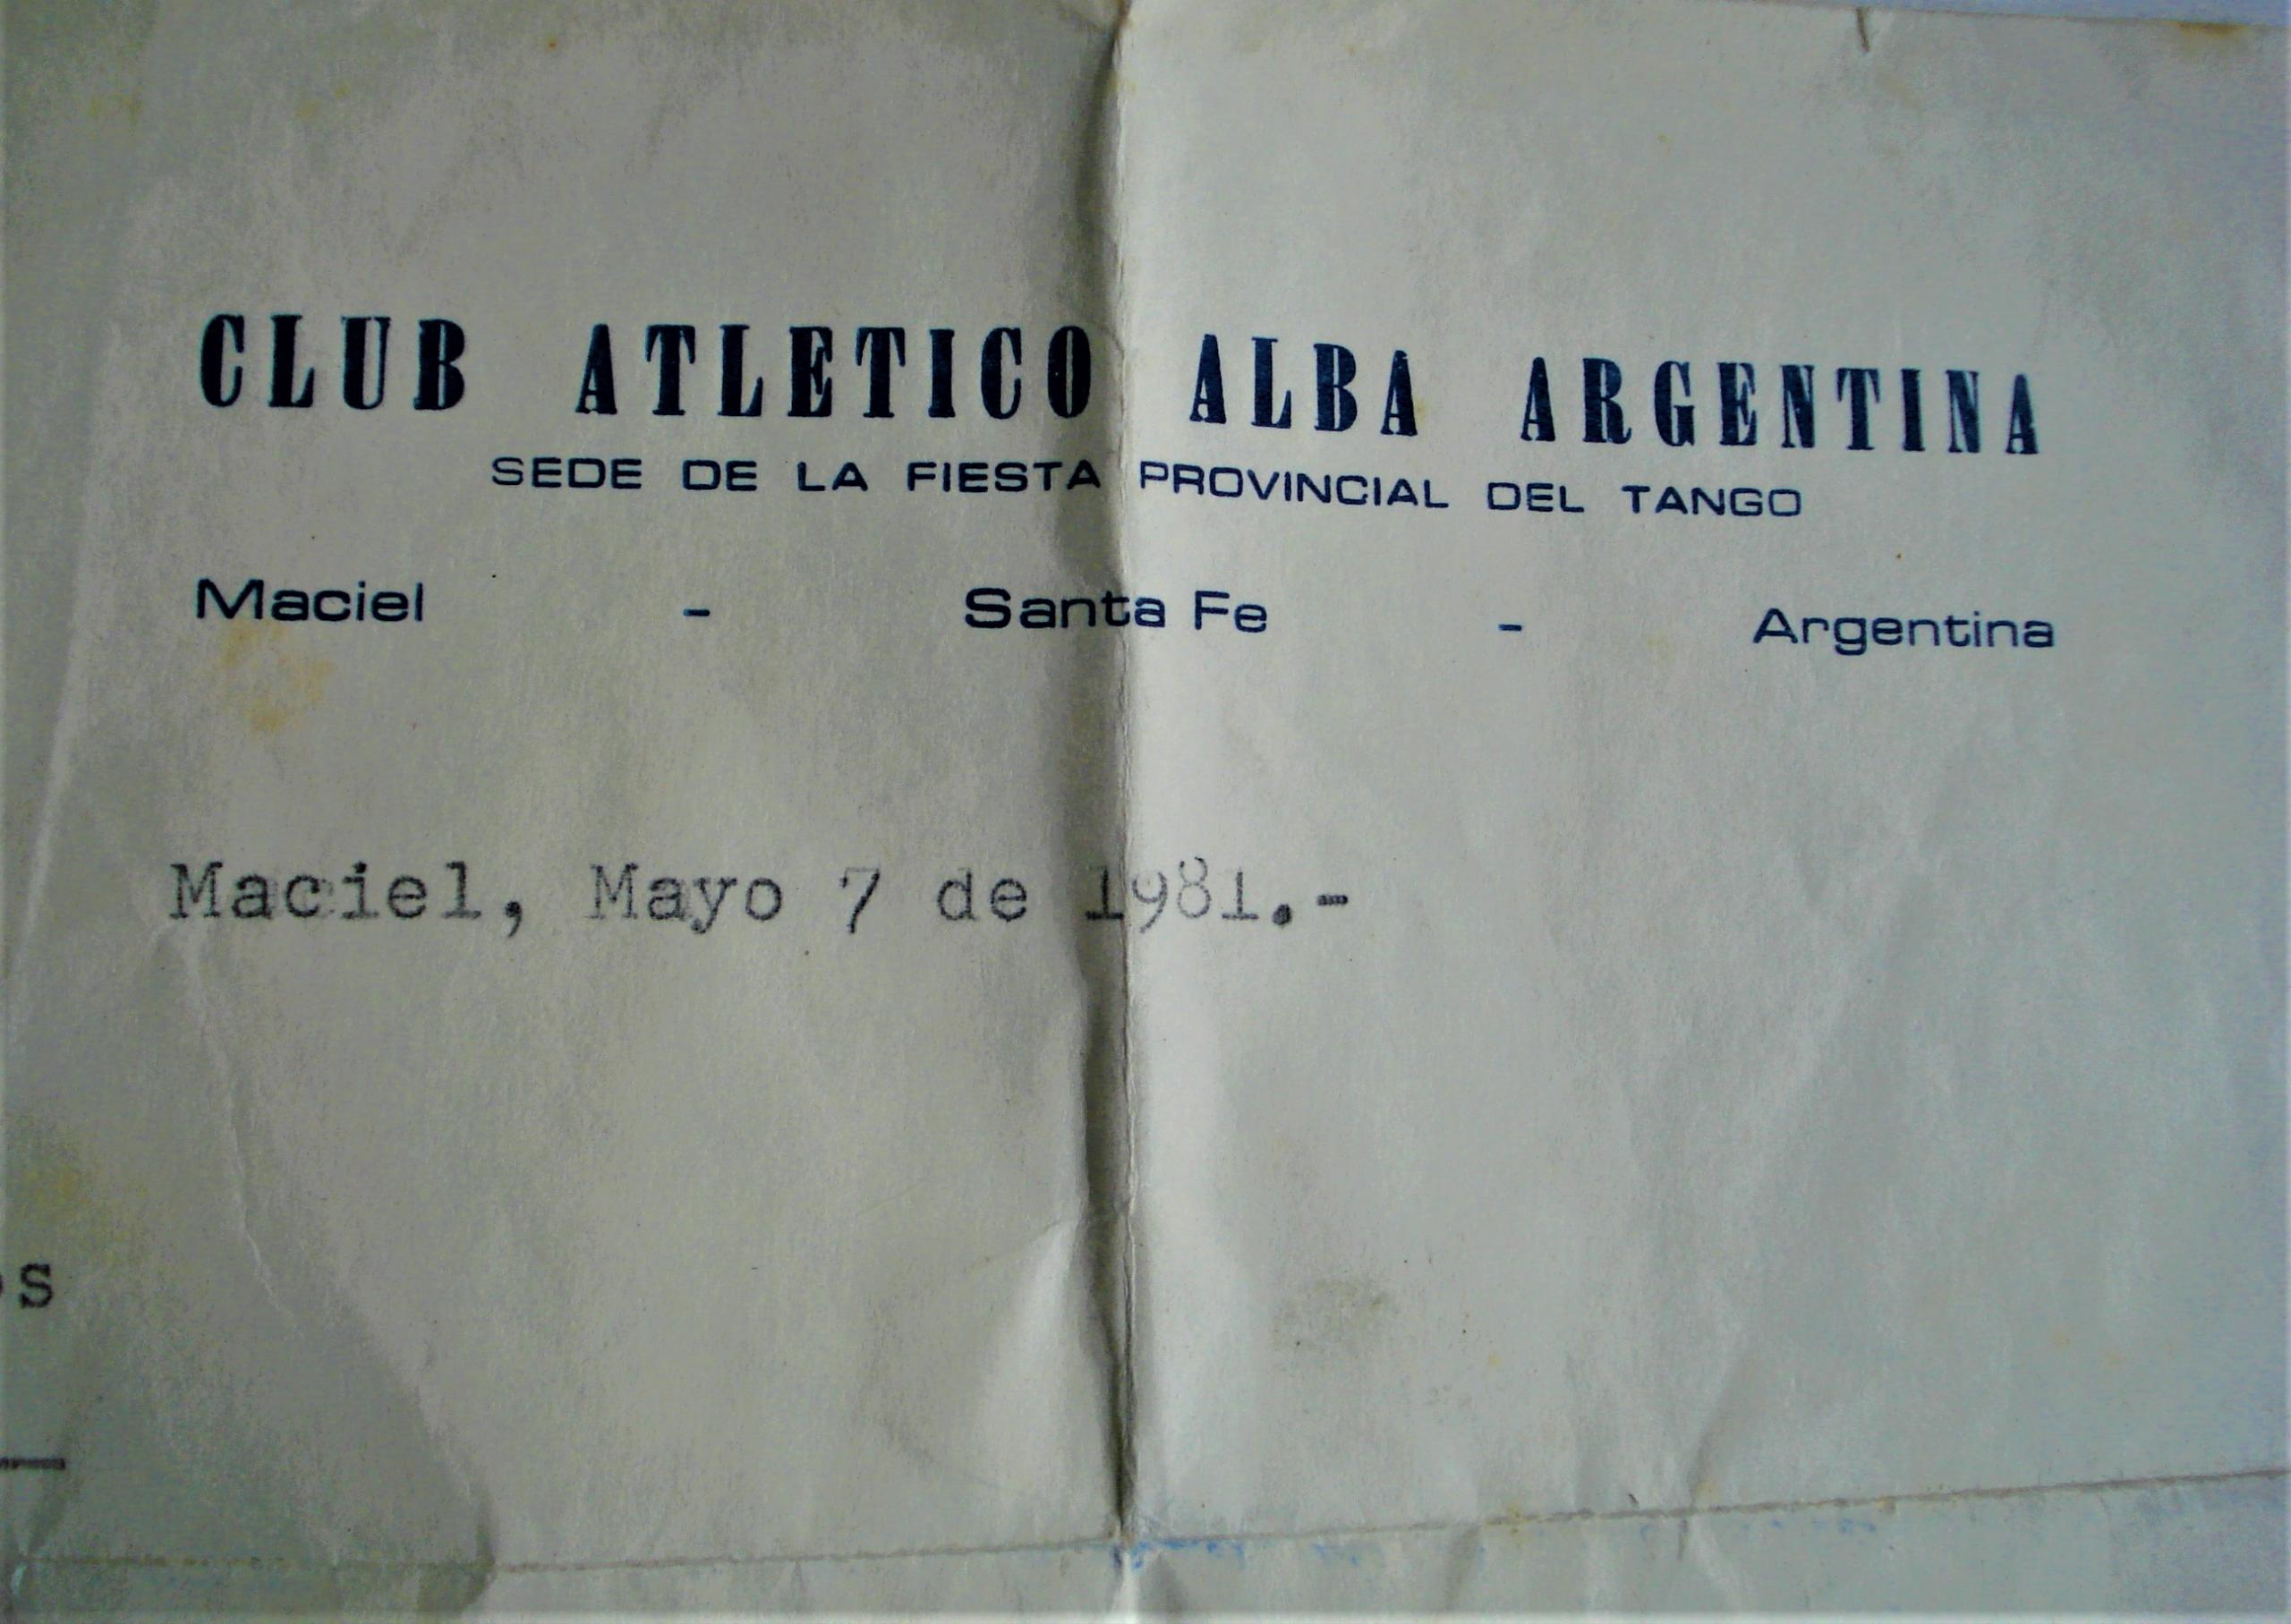 CLUB ATLETICO ALBA ARGENTINA
SEDE DE LA FIESTA PROVINCIAL DEL TANGO
Maciel - Santa Fe - Argentina
Maciel, Mayo 7 de 1981.-